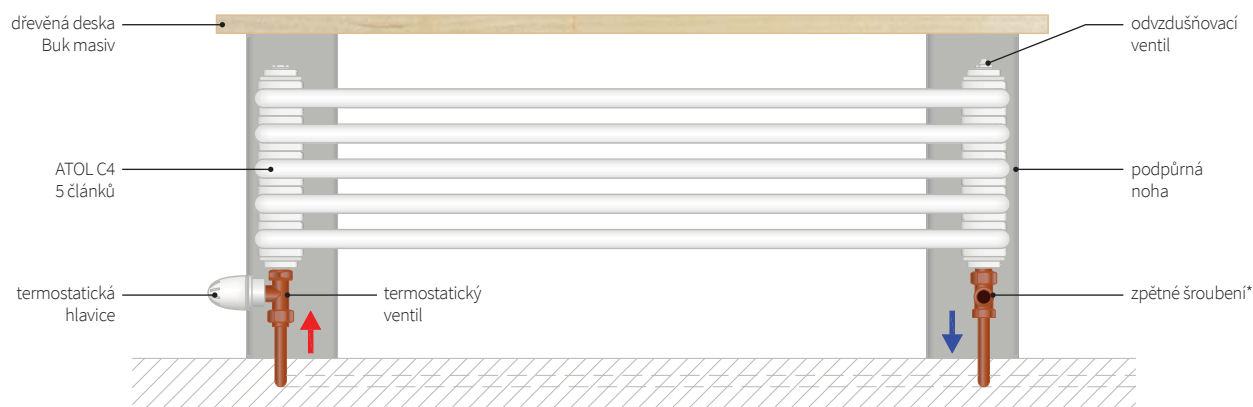 dřevěná deska
Buk masiv
odvzdušňovací
ventil
ATOL C4
5 článků
podpůrná
noha
termostatická
hlavice
termostatický
ventil
zpětné šroubení*